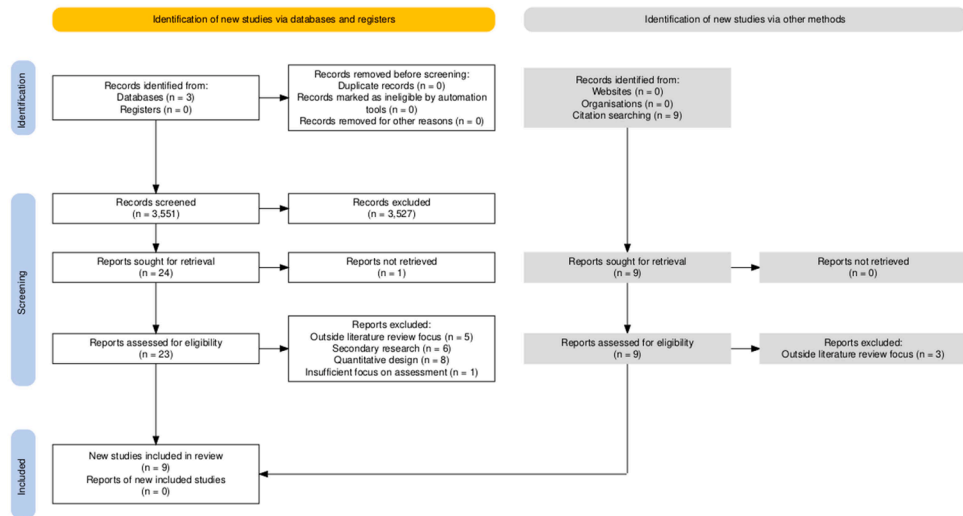 Identification of new studies via databases and registers
Identification of new studies via other methods
Identification
Records identified from:
Databases (n = 3)
Registers (n = 0)
Records removed before screening:
Duplicate records (n = 0)
Records marked as ineligible by automation
tools (n = 0)
Records removed for other reasons (n = 0)
Records identified from:
Websites (n = 0)
Organisations (n = 0)
Citation searching (n = 9)
Screening
Records screened
(n = 3,551)
Records excluded
(n = 3,527)
Reports sought for retrieval
(n = 24)
Reports not retrieved
(n = 1)
Reports sought for retrieval
(n = 9)
Reports not retrieved
(n = 0)
Reports assessed for eligibility
(n = 23)
Reports excluded:
Outside literature review focus (n = 5)
Secondary research (n = 6)
Quantitative design (n = 8)
Insufficient focus on assessment (n = 1)
Reports assessed for eligibility
(n = 9)
Reports excluded:
Outside literature review focus (n = 3)
Included
New studies included in review
(n = 9)
Reports of new included studies
(n = 0)